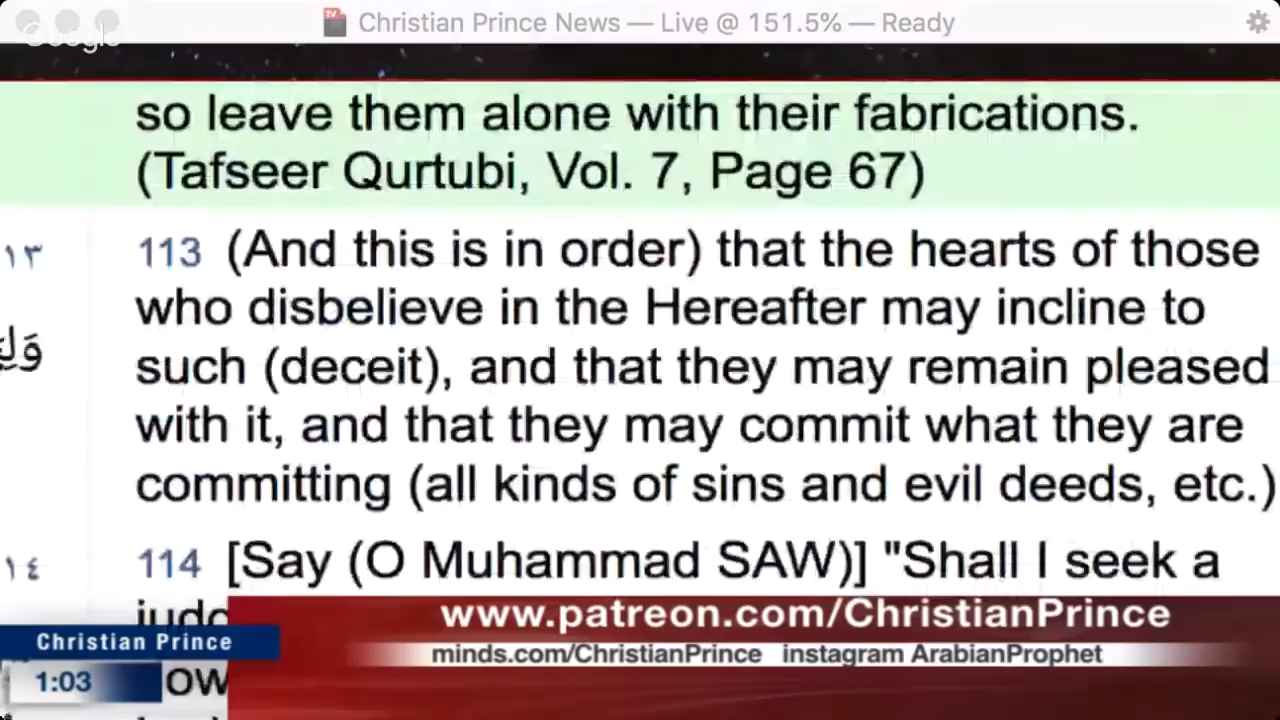 Christian Prince News — Live @ 151.5% — Ready
Google
so leave them alone with their fabrications.
(Tafseer Qurtubi, Vol. 7, Page 67)
113 (And this is in order) that the hearts of those
who disbelieve in the Hereafter may incline to
such (deceit), and that they may remain pleased
with it, and that they may commit what they are
committing (all kinds of sins and evil deeds, etc.)
114 [Say (O Muhammad SAW)] "Shall I seek a
www.patreon.com/ChristianPrince
Christian Prince
minds.com/ChristianPrince instagram ArabianProphet
1:03